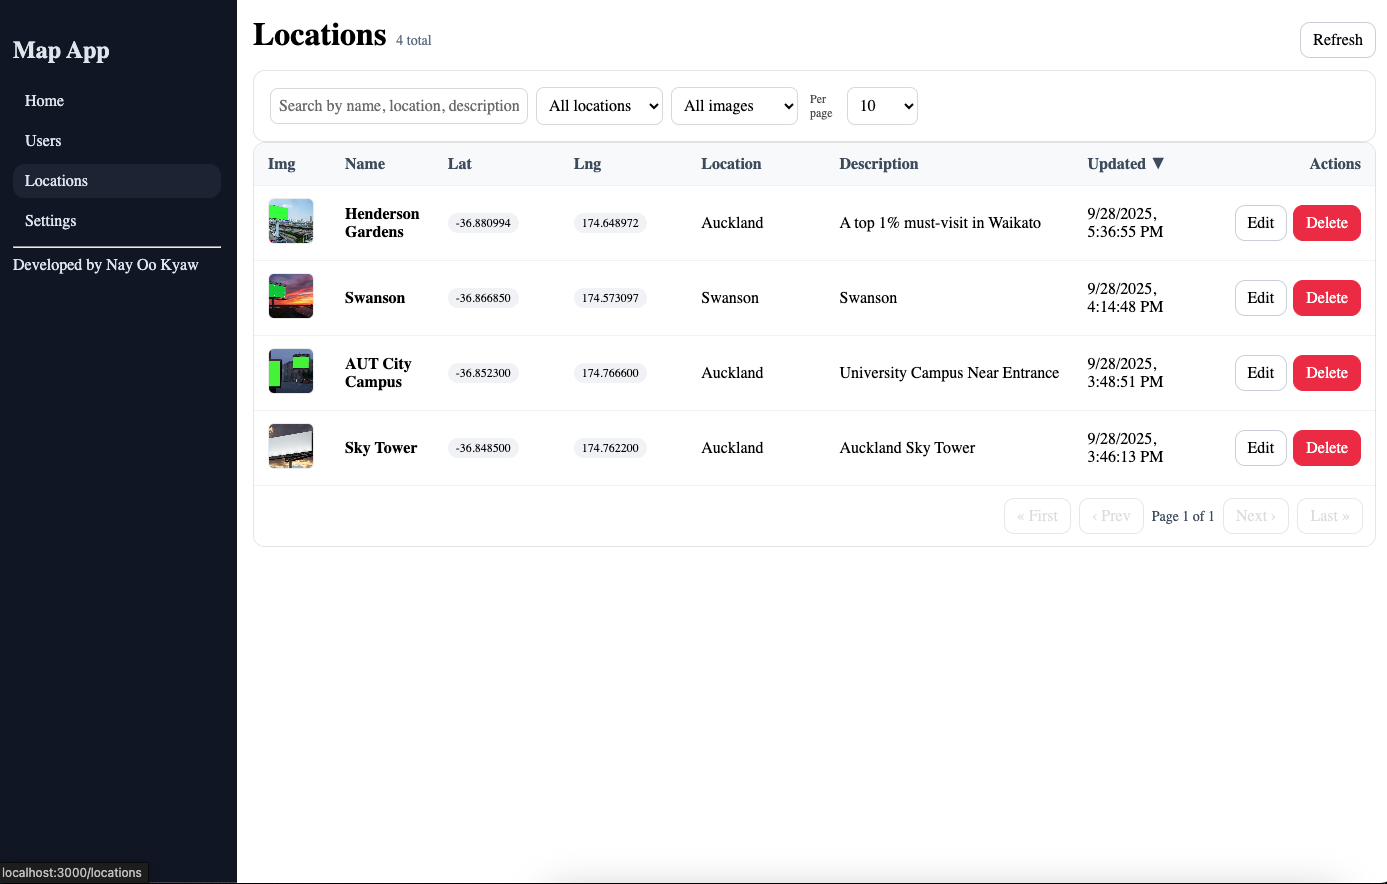 Map App
Home
Users
Locations
Settings
Developed by Nay Oo Kyaw
Locations 4 total
Refresh
Search by name, location, description
All locations
All images
Per
page
10
Img Name Lat Lng Location Description Updated ▼ Actions
Henderson
Gardens
-36.880994 174.648972 Auckland A top 1% must-visit in Waikato
9/28/2025,
5:36:55 PM
Edit Delete
Swanson -36.866850 174.573097 Swanson Swanson
9/28/2025,
4:14:48 PM
Edit Delete
AUT City
Campus
-36.852300 174.766600 Auckland University Campus Near Entrance
9/28/2025,
3:48:51 PM
Edit Delete
Sky Tower -36.848500 174.762200 Auckland Auckland Sky Tower
9/28/2025,
3:46:13 PM
Edit Delete
« First ‹ Prev Page 1 of 1 Next › Last »
localhost:3000/locations